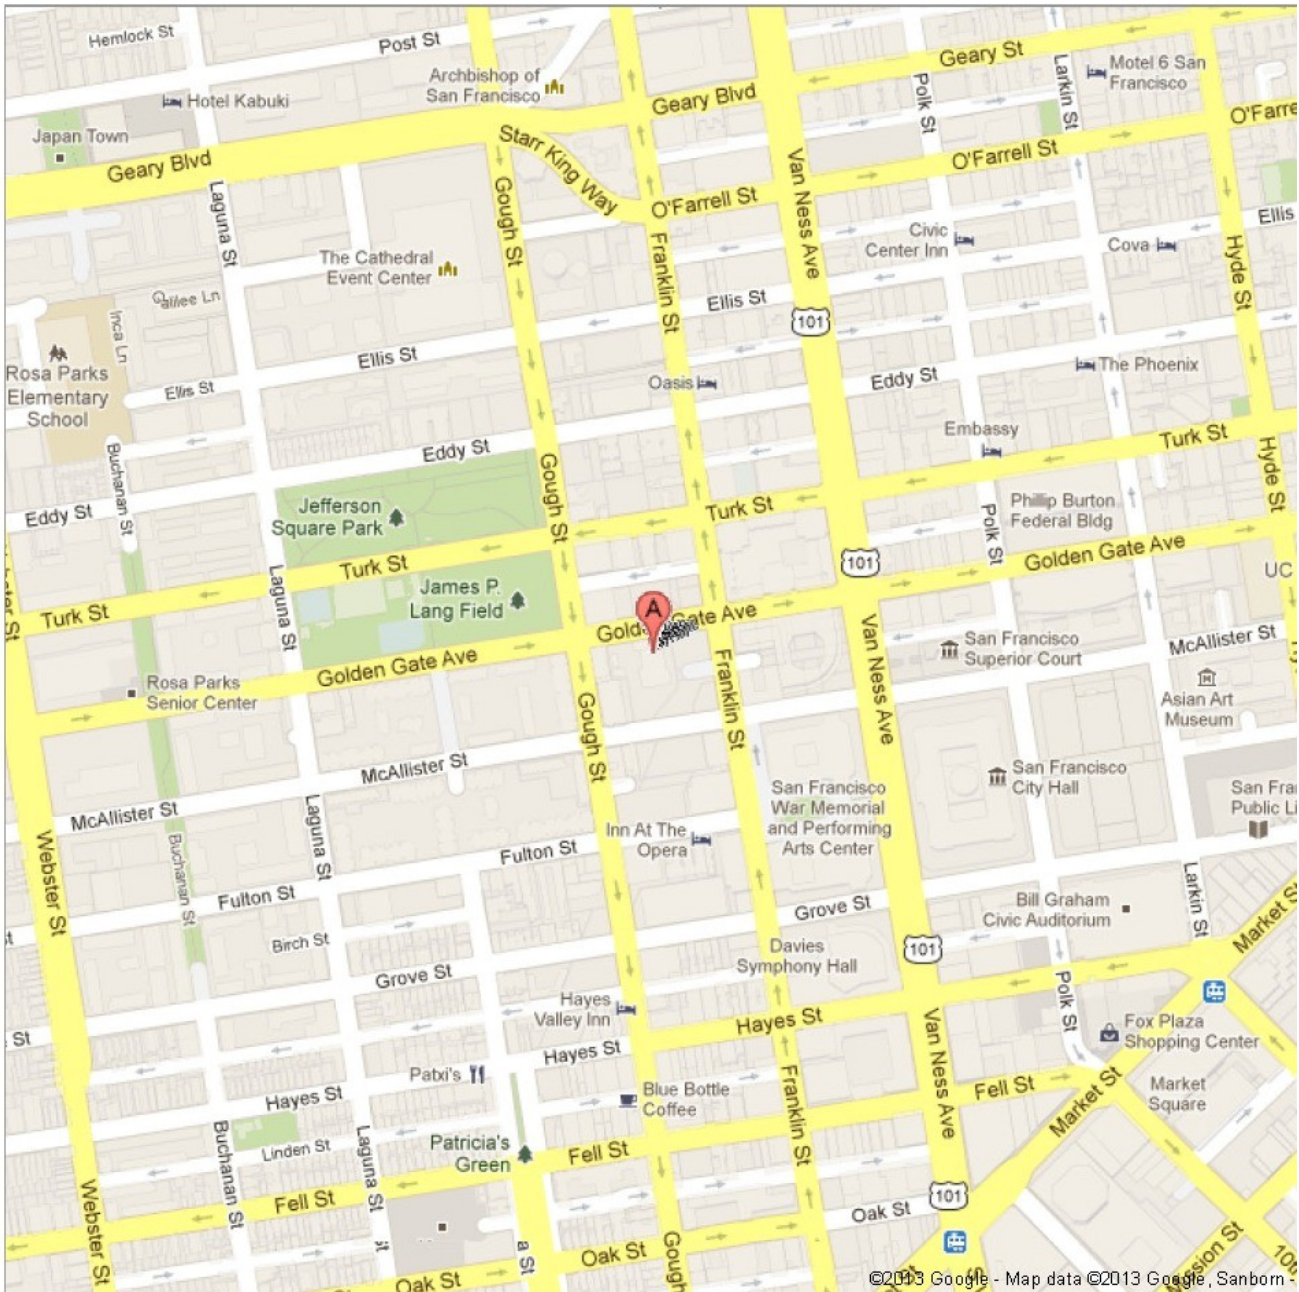 Hemlock St
Post St
Geary St
Motel 6 San
Francisco
Archbishop of
San Francisco
Geary Blvd
Polk St
Larkin St
Hotel Kabuki
O'Farre
Japan Town
Starr King Way
O'Farrell St
Van Ness Ave
Geary Blvd
Laguna St
Gough St
O'Farrell St
Ellis
Civic
Center Inn
Cova
Franklin St
Hyde St
The Cathedral
Event Center
Galilee Ln
Ellis St
101
Inca Ln
Ellis St
Rosa Parks
Elementary
School
The Phoenix
Oasis
Eddy St
Ellis St
Embassy
Turk St
Eddy St
Buchanan St
Gough St
Hyde St
Jefferson
Square Park
Turk St
Phillip Burton
Federal Bldg
Eddy St
Polk St
Golden Gate Ave
101
Turk St
UC
James P.
Lang Field
Laguna St
Turk St
A
Golden Gate Ave
Webster St
Van Ness Ave
San Francisco
Superior Court
McAllister St
Golden Gate Ave
Franklin St
Rosa Parks
Senior Center
Asian Art
Museum
Gough St
McAllister St
San Francisco
City Hall
San Francisco
War Memorial
and Performing
Arts Center
San Fra
Public Li
McAllister St
Laguna St
Inn At The
Opera
Webster St
Buchanan St
Fulton St
Larkin St
Fulton St
Grove St
Bill Graham
Civic Auditorium
Market St
Birch St
Davies
Symphony Hall
101
Grove St
Hayes
Valley Inn
Polk St
Hayes St
Van Ness Ave
Fox Plaza
Shopping Center
St
Hayes St
Patxi's
Blue Bottle
Coffee
Franklin St
Fell St
Market St
Market
Square
Hayes St
Buchanan St
Laguna St
Linden St
Patricia's
Green
Fell St
Webster St
Fell St
101
Oak St
Mission St
10th
Gough
a St
Oak St
Oak St
©2013 Google - Map data ©2013 Google, Sanborn -